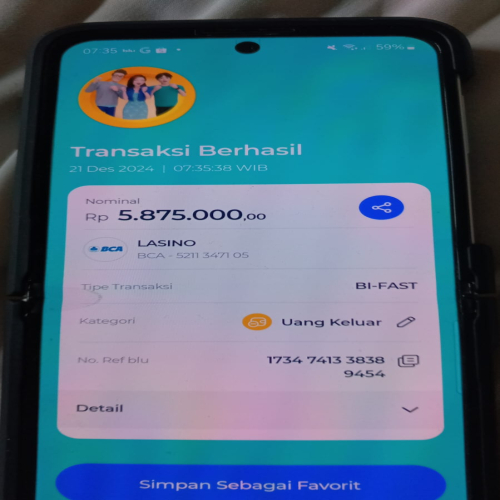 07:35
59%
Transaksi Berhasil
21 Des 2024 | 07:35:38 WIB
Nominal
Rp 5.875.000,00
BCA LASINO
BCA - 5211 3471 05
Tipe Transaksi BI-FAST
Kategori Uang Keluar
No. Ref blu 1734 7413 3838
9454
Detail
Simpan Sebagai Favorit